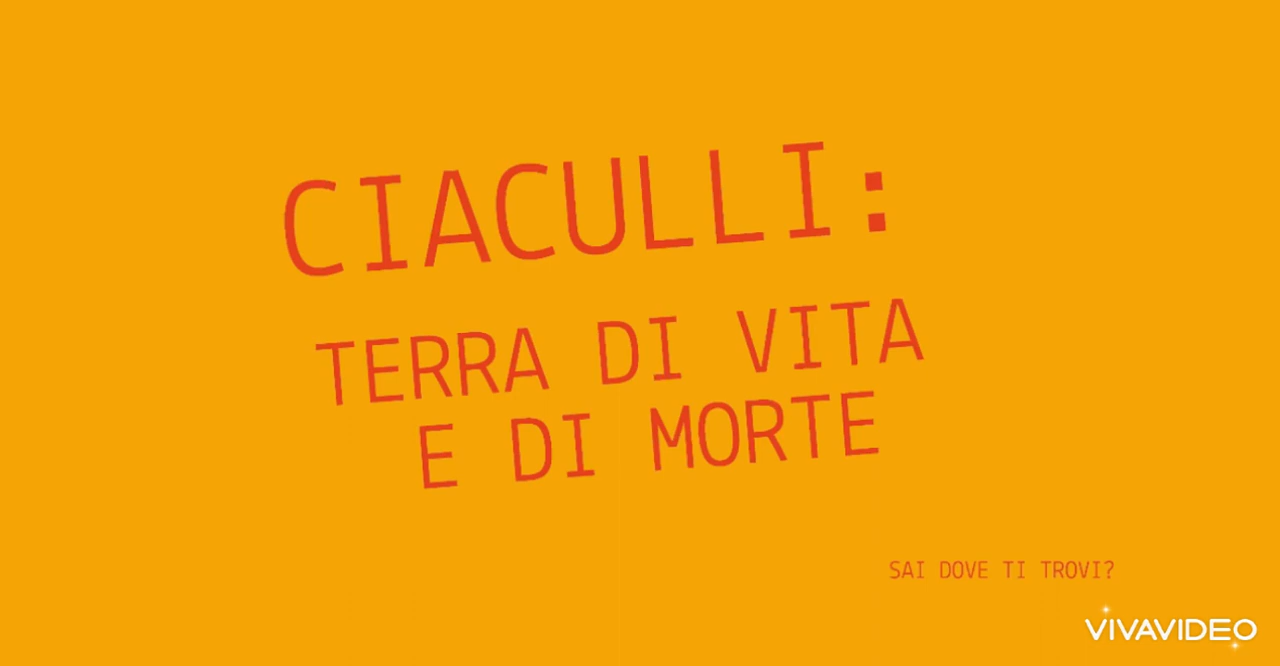 CIACULLI:
TERRA DI VITA
E DI MORTE
SAI DOVE TI TROVI?
VIVAVIDEO